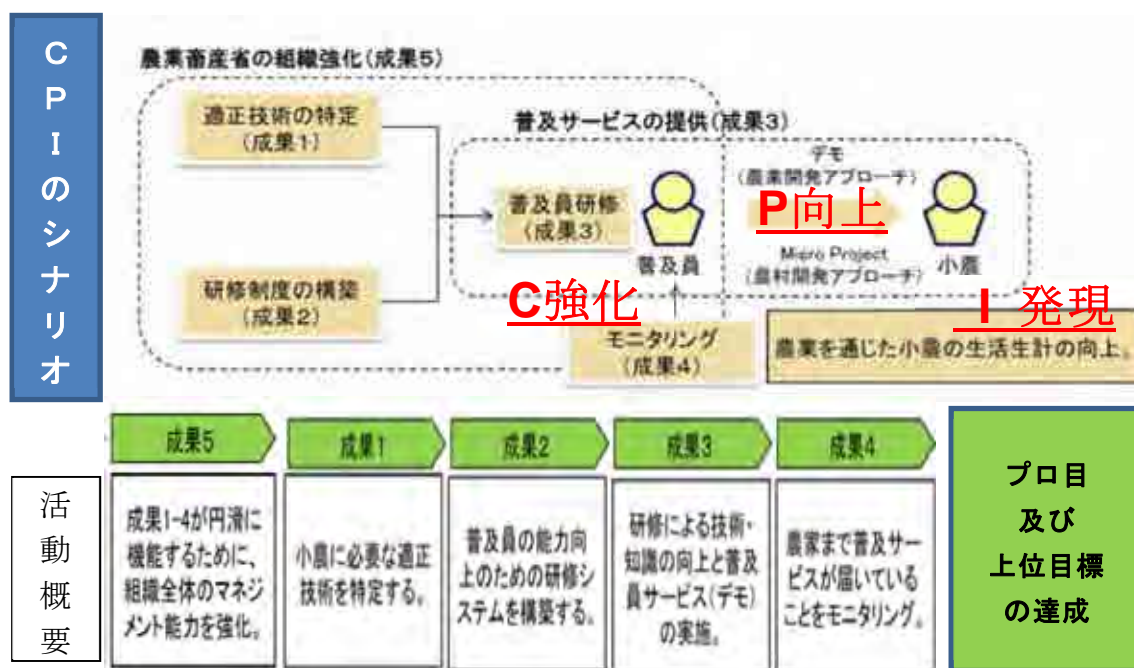 CPIのシナリオ
農業畜産省の組織強化(成果5)
適正技術の特定
(成果1)
普及サービスの提供(成果3)
デモ
(農業開発アプローチ)
普及員研修
(成果3)
P向上
普及員
Micro Project
(農村開発アプローチ)
小農
研修制度の構築
(成果2)
C強化
I 発現
モニタリング
(成果4)
農業を通じた小農の生活生計の向上。
成果5
成果1
成果2
成果3
成果4
活動概要
成果1-4が円滑に
機能するために、
組織全体のマネジ
メント能力を強化。
小農に必要な適正
技術を特定する。
普及員の能力向
上のための研修シ
ステムを構築する。
研修による技術・
知識の向上と普及
員サービス(デモ)
の実施。
農家まで普及サー
ビスが届いている
ことをモニタリング。
プロ目
及び
上位目標
の達成